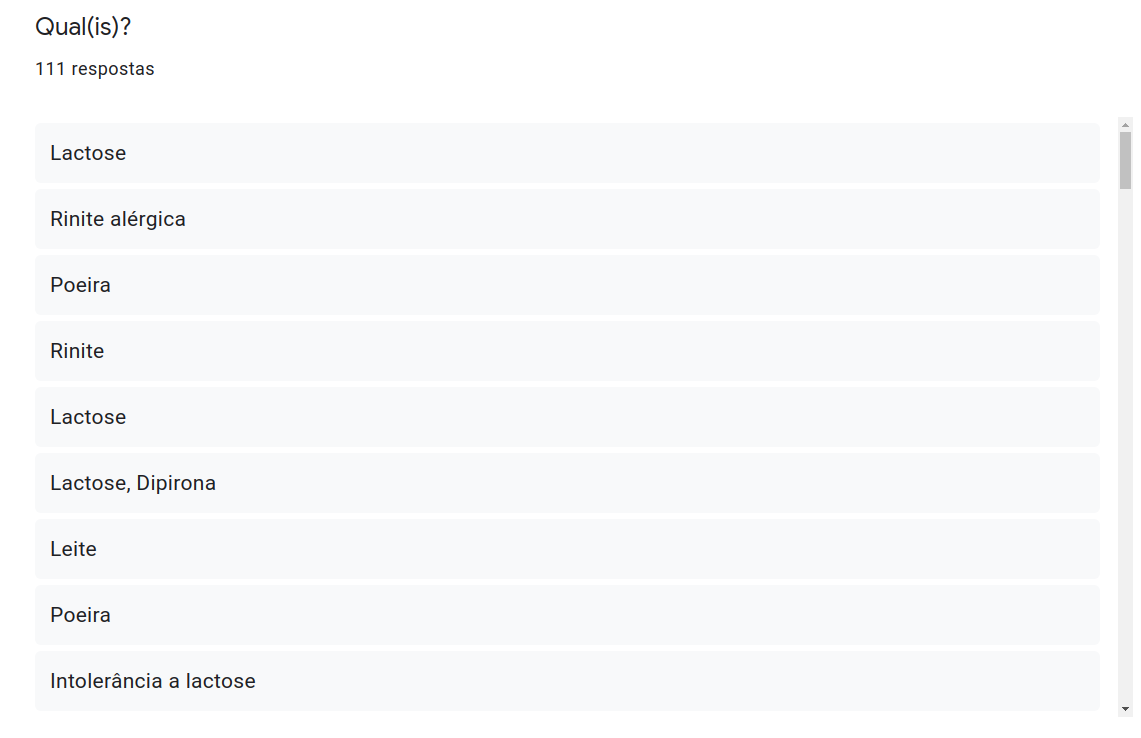 Qual(is)?
111 respostas
Lactose
Rinite alérgica
Poeira
Rinite
Lactose
Lactose, Dipirona
Leite
Poeira
Intolerância a lactose